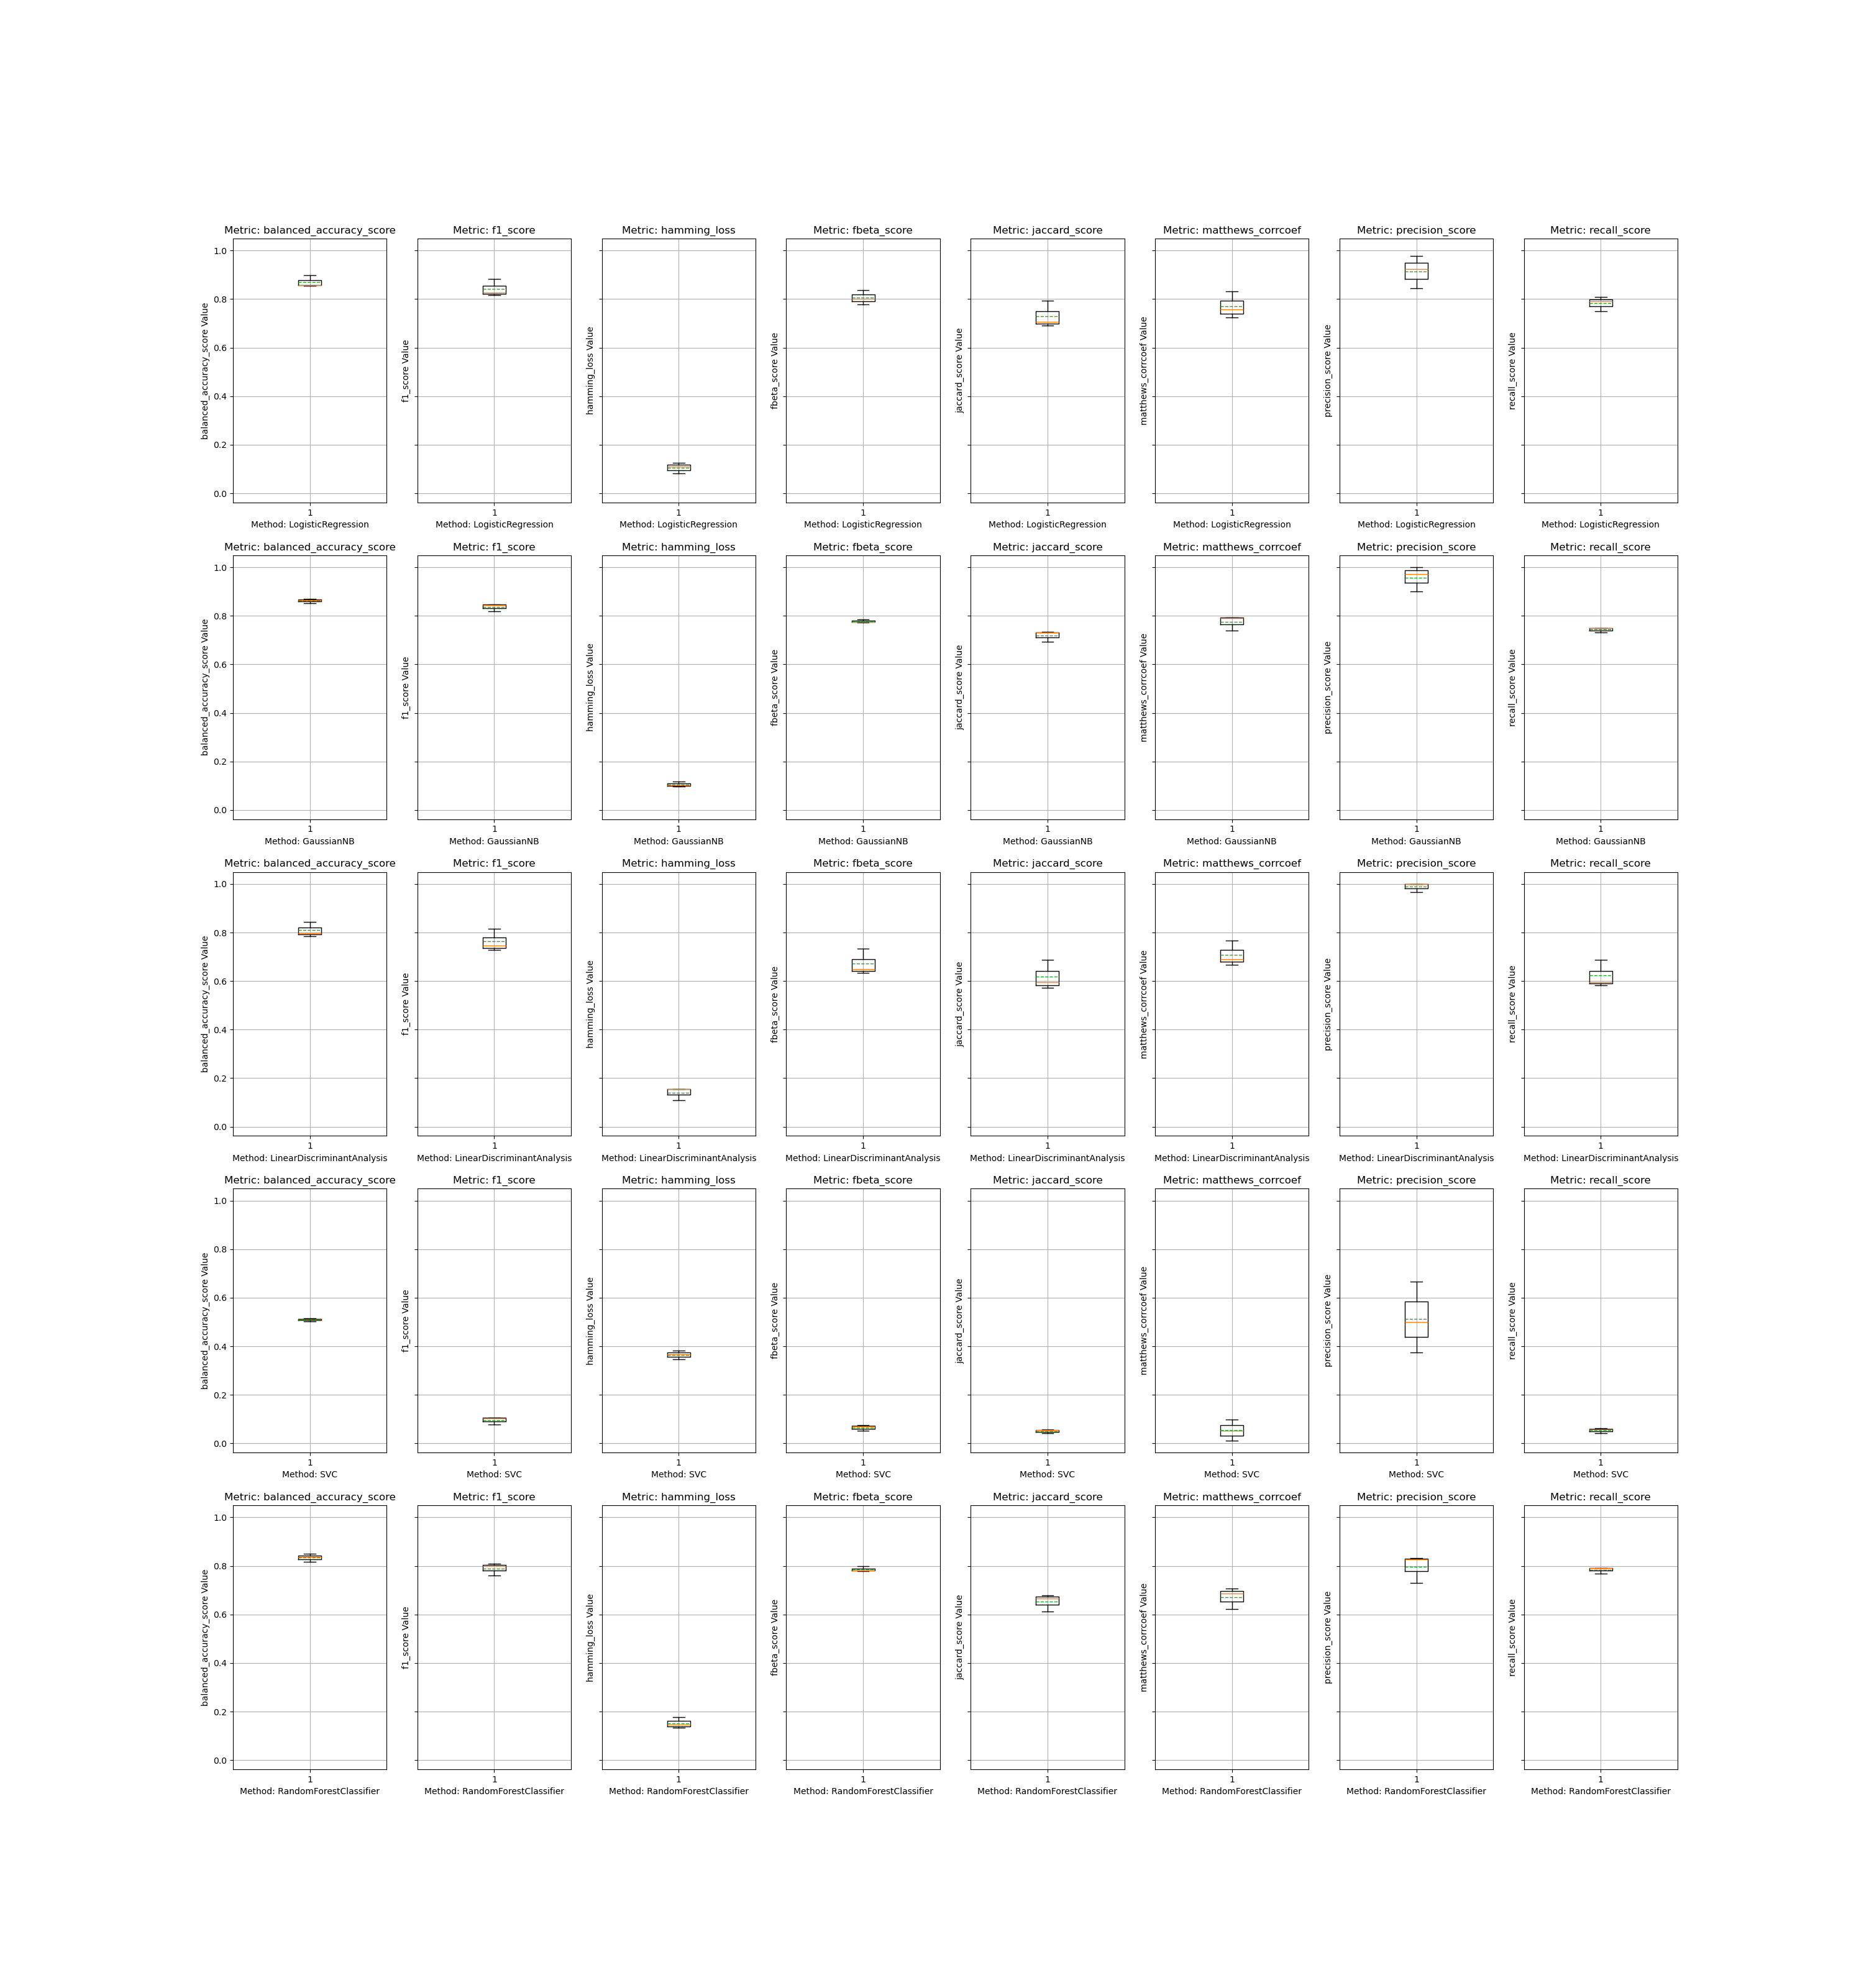 Metric: balanced_accuracy_score Metric: f1_score Metric: hamming_loss Metric: fbeta_score Metric: jaccard_score Metric: matthews_corrcoef Metric: precision_score Metric: recall_score
1.0
0.8
0.6
0.4
0.2
0.0
balanced_accuracy_score Value
f1_score Value
hamming_loss Value
fbeta_score Value
jaccard_score Value
matthews_corrcoef Value
precision_score Value
recall_score Value
1 1 1 1 1 1 1 1
Method: LogisticRegression Method: LogisticRegression Method: LogisticRegression Method: LogisticRegression Method: LogisticRegression Method: LogisticRegression Method: LogisticRegression Method: LogisticRegression
Metric: balanced_accuracy_score Metric: f1_score Metric: hamming_loss Metric: fbeta_score Metric: jaccard_score Metric: matthews_corrcoef Metric: precision_score Metric: recall_score
1.0
0.8
0.6
0.4
0.2
0.0
balanced_accuracy_score Value
f1_score Value
hamming_loss Value
fbeta_score Value
jaccard_score Value
matthews_corrcoef Value
precision_score Value
recall_score Value
1 1 1 1 1 1 1 1
Method: GaussianNB Method: GaussianNB Method: GaussianNB Method: GaussianNB Method: GaussianNB Method: GaussianNB Method: GaussianNB Method: GaussianNB
Metric: balanced_accuracy_score Metric: f1_score Metric: hamming_loss Metric: fbeta_score Metric: jaccard_score Metric: matthews_corrcoef Metric: precision_score Metric: recall_score
1.0
0.8
0.6
0.4
0.2
0.0
balanced_accuracy_score Value
f1_score Value
hamming_loss Value
fbeta_score Value
jaccard_score Value
matthews_corrcoef Value
precision_score Value
recall_score Value
1 1 1 1 1 1 1 1
Method: LinearDiscriminantAnalysis Method: LinearDiscriminantAnalysis Method: LinearDiscriminantAnalysis Method: LinearDiscriminantAnalysis Method: LinearDiscriminantAnalysis Method: LinearDiscriminantAnalysis Method: LinearDiscriminantAnalysis Method: LinearDiscriminantAnalysis
Metric: balanced_accuracy_score Metric: f1_score Metric: hamming_loss Metric: fbeta_score Metric: jaccard_score Metric: matthews_corrcoef Metric: precision_score Metric: recall_score
1.0
0.8
0.6
0.4
0.2
0.0
balanced_accuracy_score Value
f1_score Value
hamming_loss Value
fbeta_score Value
jaccard_score Value
matthews_corrcoef Value
precision_score Value
recall_score Value
1 1 1 1 1 1 1 1
Method: SVC Method: SVC Method: SVC Method: SVC Method: SVC Method: SVC Method: SVC Method: SVC
Metric: balanced_accuracy_score Metric: f1_score Metric: hamming_loss Metric: fbeta_score Metric: jaccard_score Metric: matthews_corrcoef Metric: precision_score Metric: recall_score
1.0
0.8
0.6
0.4
0.2
0.0
balanced_accuracy_score Value
f1_score Value
hamming_loss Value
fbeta_score Value
jaccard_score Value
matthews_corrcoef Value
precision_score Value
recall_score Value
1 1 1 1 1 1 1 1
Method: RandomForestClassifier Method: RandomForestClassifier Method: RandomForestClassifier Method: RandomForestClassifier Method: RandomForestClassifier Method: RandomForestClassifier Method: RandomForestClassifier Method: RandomForestClassifier